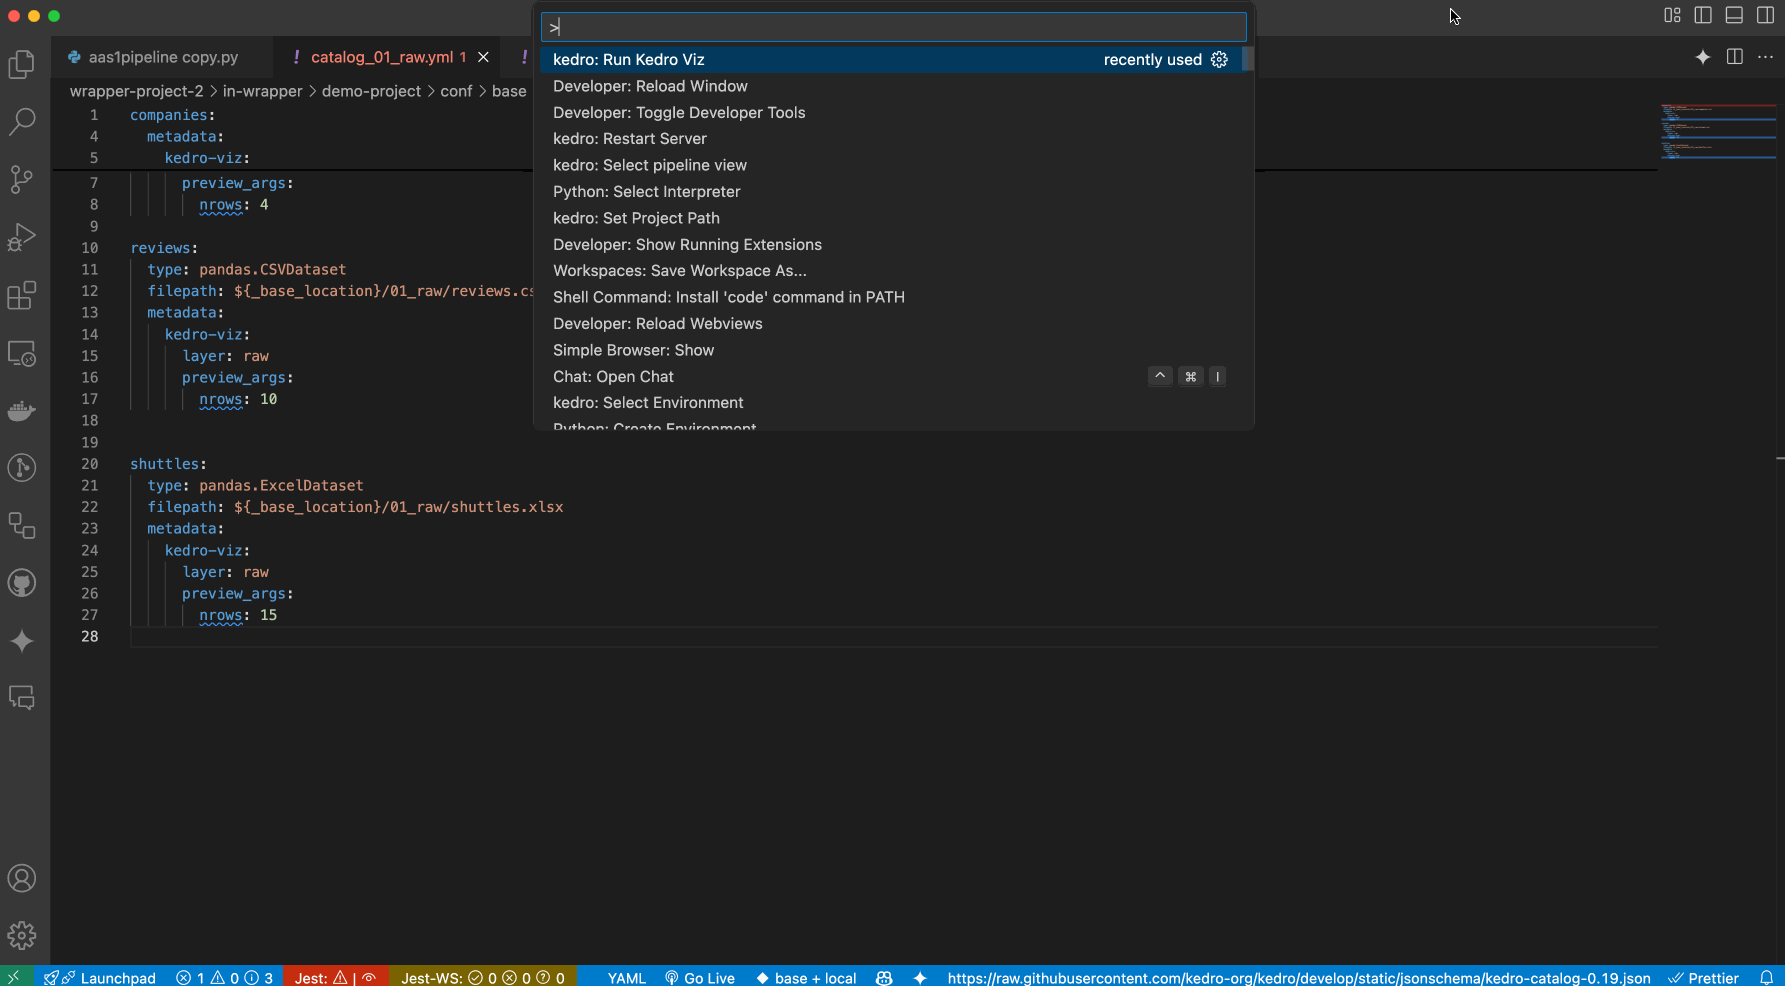 >
aas1pipeline copy.py
! catalog_01_raw.yml 1
!
wrapper-project-2 > in-wrapper > demo-project > conf > base
kedro: Run Kedro Viz
recently used
Developer: Reload Window
Developer: Toggle Developer Tools
kedro: Restart Server
kedro: Select pipeline view
Python: Select Interpreter
kedro: Set Project Path
Developer: Show Running Extensions
Workspaces: Save Workspace As...
Shell Command: Install 'code' command in PATH
Developer: Reload Webviews
Simple Browser: Show
Chat: Open Chat
^ ⌘ I
kedro: Select Environment
Python: Create Environment
1 companies:
4 metadata:
5 kedro-viz:
7 preview_args:
8 nrows: 4
9
10 reviews:
11 type: pandas.CSVDataset
12 filepath: ${_base_location}/01_raw/reviews.cs
13 metadata:
14 kedro-viz:
15 layer: raw
16 preview_args:
17 nrows: 10
18
19
20 shuttles:
21 type: pandas.ExcelDataset
22 filepath: ${_base_location}/01_raw/shuttles.xlsx
23 metadata:
24 kedro-viz:
25 layer: raw
26 preview_args:
27 nrows: 15
28
Launchpad 1 0 3 Jest: | Jest-WS: 0 0 0 YAML Go Live base + local https://raw.githubusercontent.com/kedro-org/kedro/develop/static/jsonschema/kedro-catalog-0.19.json Prettier